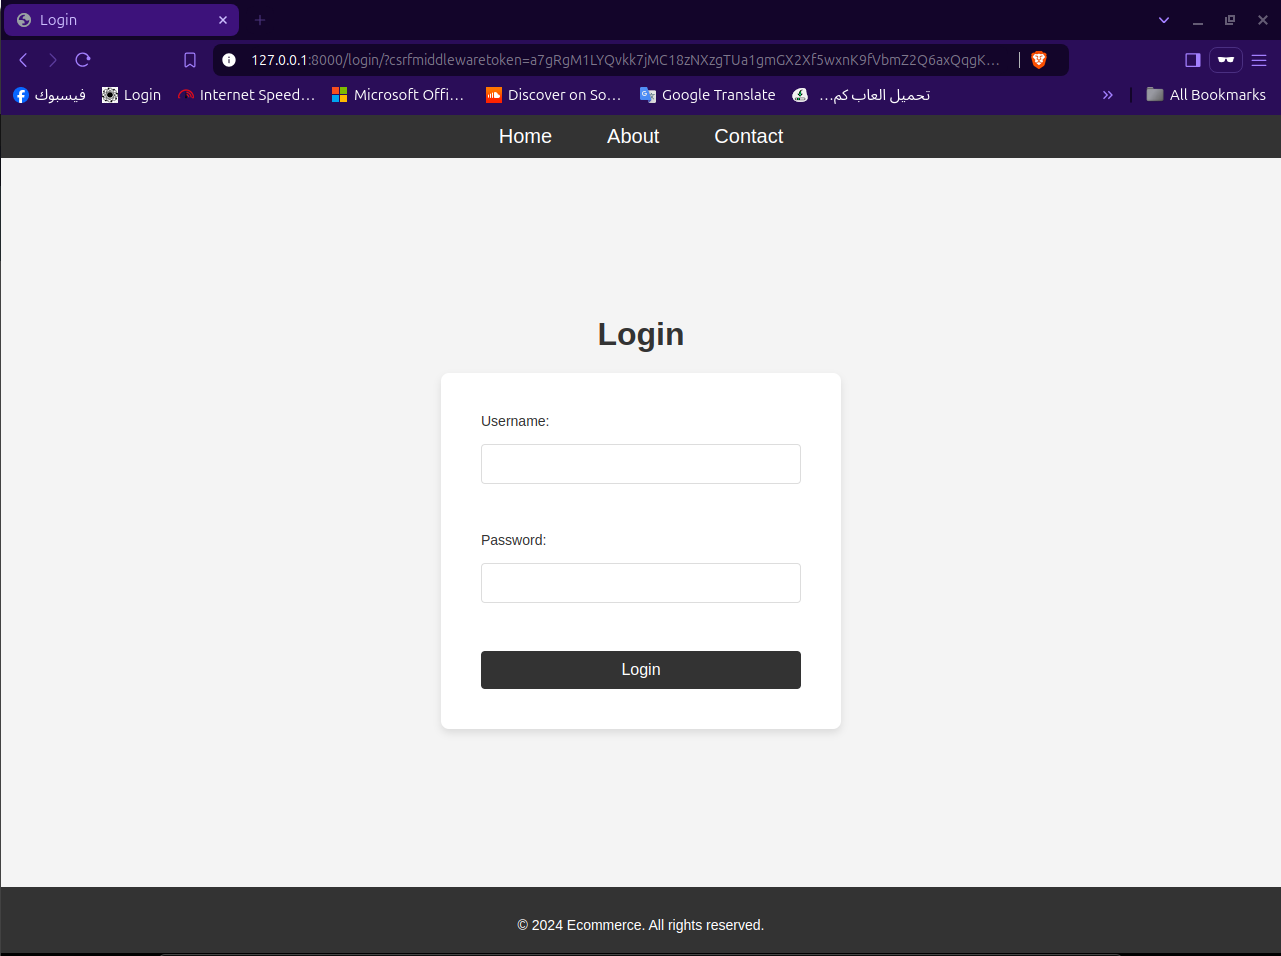 Login
127.0.0.1:8000/login/?csrfmiddlewaretoken=a7gRgM1LYQvkk7jMC18zNXzgTUa1gmGX2Xf5wxnK9fVbmZ2Q6axQqgK...
فيسبوك Login Internet Speed... Microsoft Offi... Discover on So... Google Translate تحميل العاب كم... » All Bookmarks
Home About Contact
Login
Username:
Password:
Login
© 2024 Ecommerce. All rights reserved.